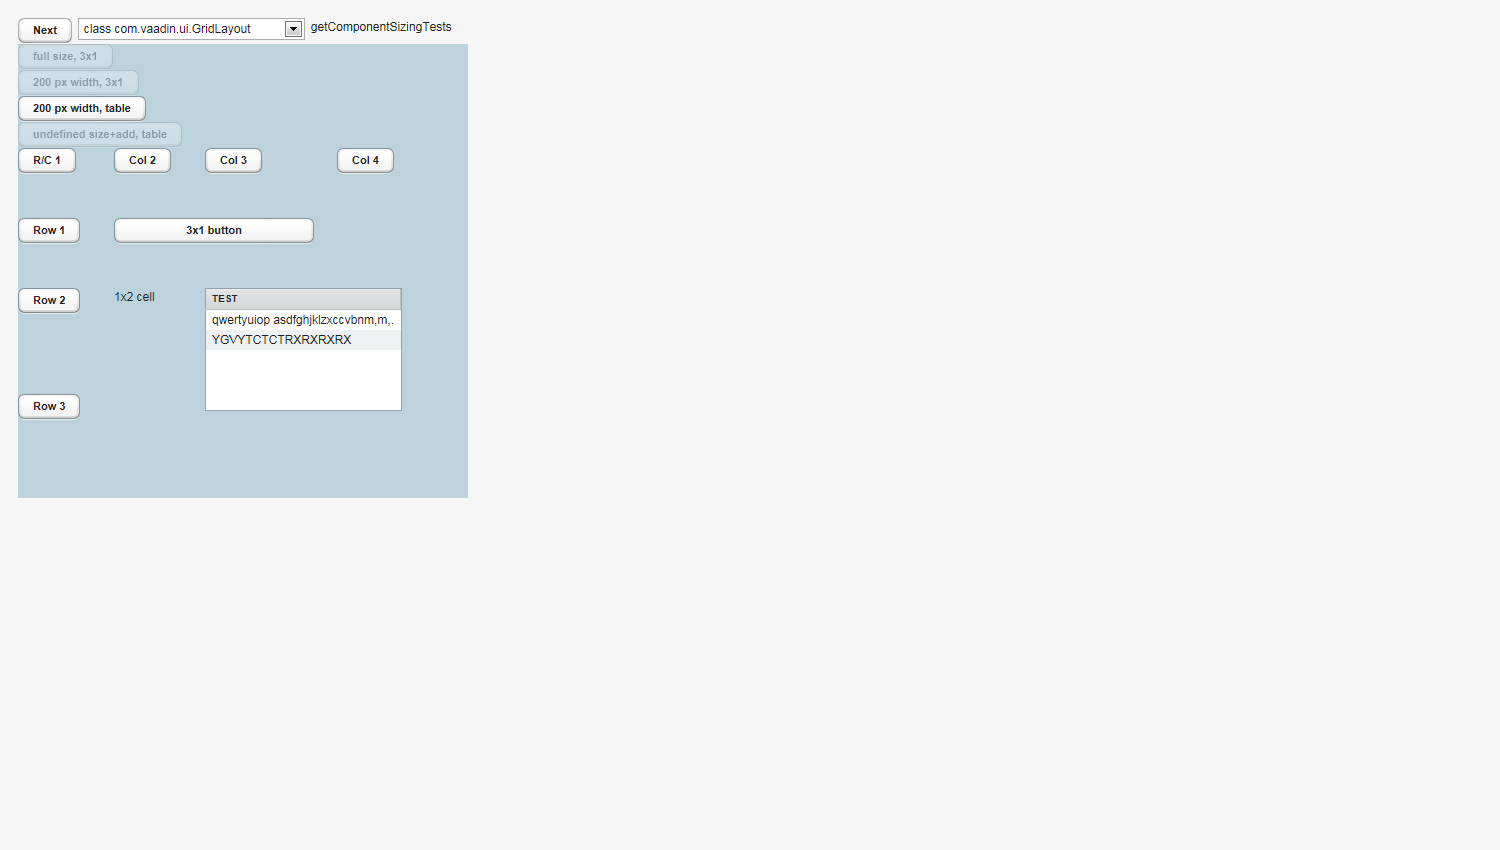 Next class com.vaadin.ui.GridLayout getComponentSizingTests
full size, 3x1
200 px width, 3x1
200 px width, table
undefined size+add, table
R/C 1 Col 2 Col 3 Col 4
Row 1 3x1 button
Row 2 1x2 cell TEST
qwertyuiop asdfghjklzxccvbnm,m,.
YGVYTCTCTRXRXRXRX
Row 3